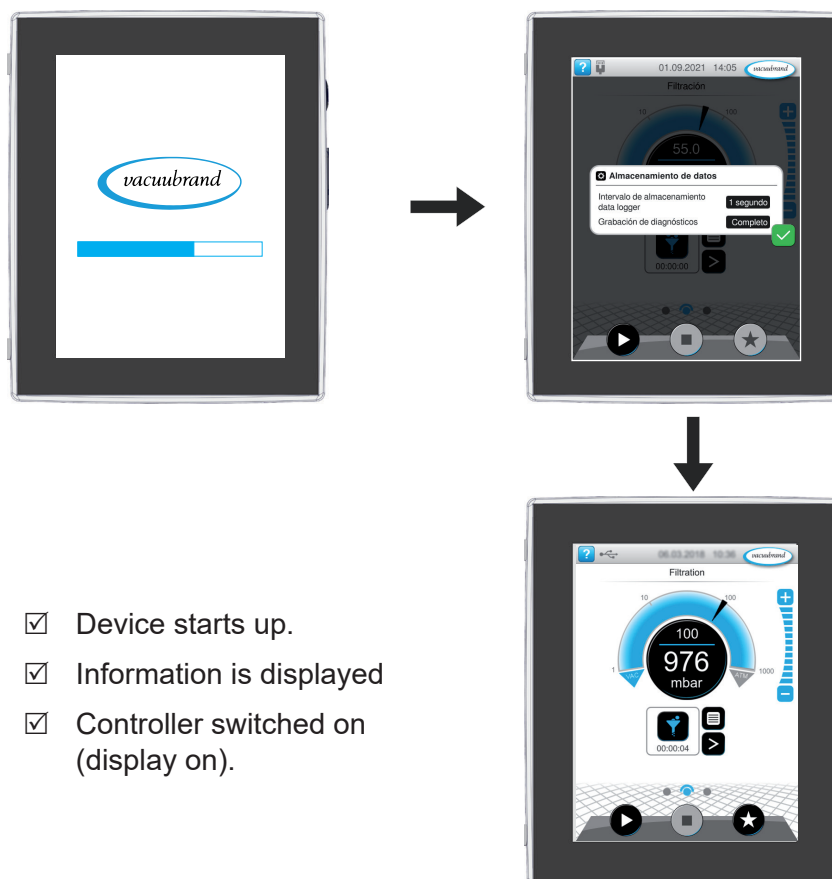 vacuubrand
? 01.09.2021 14:05 vacuubrand
Filtración
10 100
55.0
Almacenamiento de datos
Intervalo de almacenamiento
data logger
1 segundo
Grabación de diagnósticos Completo
00:00:00
? 06.03.2018 10:36 vacuubrand
Filtration
10 100
100
976
mbar
1 1000
VAC ATM
00:00:04
☑ Device starts up.
☑ Information is displayed
☑ Controller switched on
(display on).